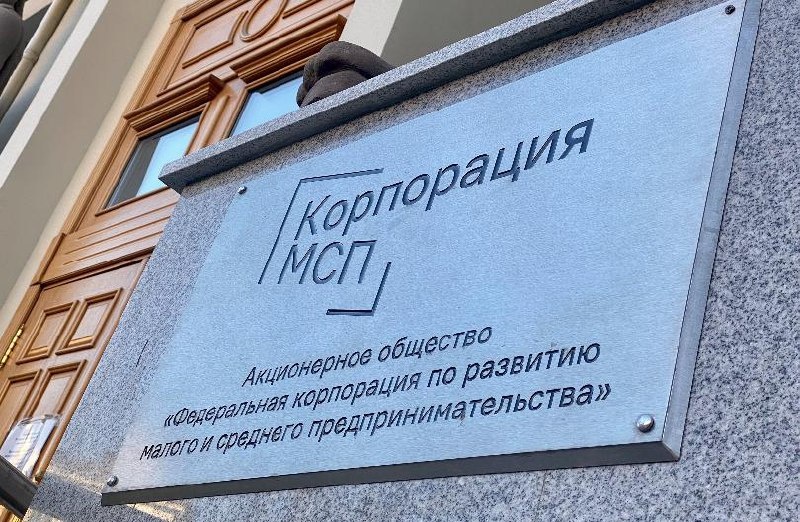 Корпорация
МСП
Акционерное общество
«Федеральная корпорация по развитию
малого и среднего предпринимательства»